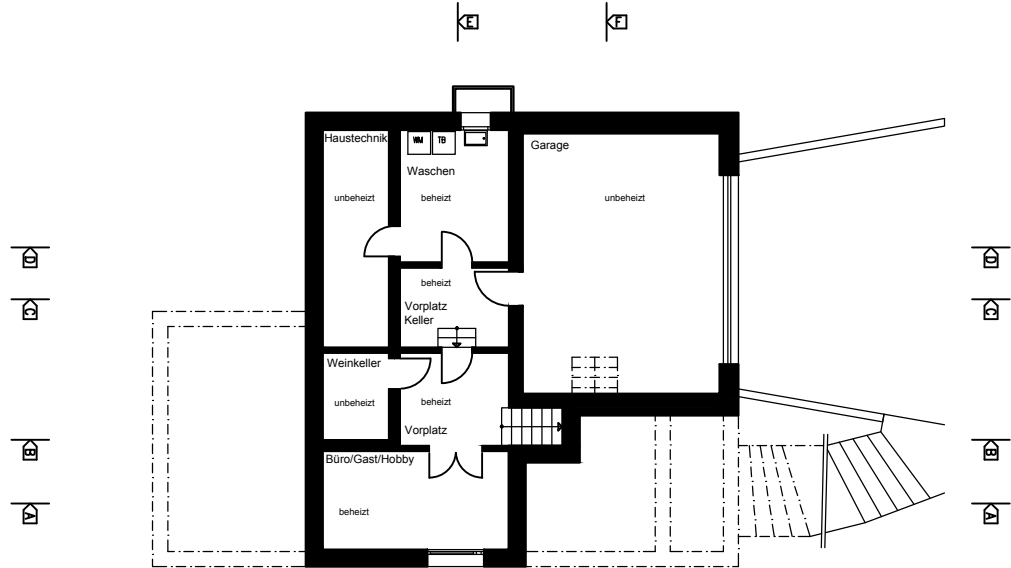 E
F
Haustechnik
WM
TB
Garage
Waschen
unbeheizt
beheizt
unbeheizt
D
D
beheizt
C
Vorplatz
Keller
C
Weinkeller
unbeheizt
beheizt
Vorplatz
B
B
Büro/Gast/Hobby
beheizt
A
A